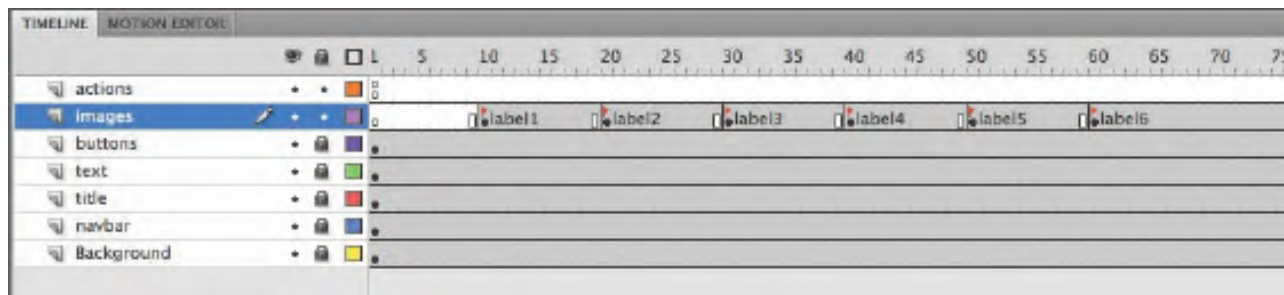 TIMELINE MOTION EDITOR
1 5 10 15 20 25 30 35 40 45 50 55 60 65 70
actions
images label1 label2 label3 label4 label5 label6
buttons
text
title
navbar
Background